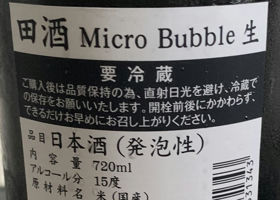 田酒 Micro Bubble 生
要冷蔵
ご購入後は品質保持の為、直射日光を避け、冷蔵で
の保存をお願いいたします。開栓前後にかかわらず、
できるだけお早めにお召し上がりください。
品目 日本酒(発泡性)
内容量 720ml
アルコール分 15度
原材料名 米(国産)
31343